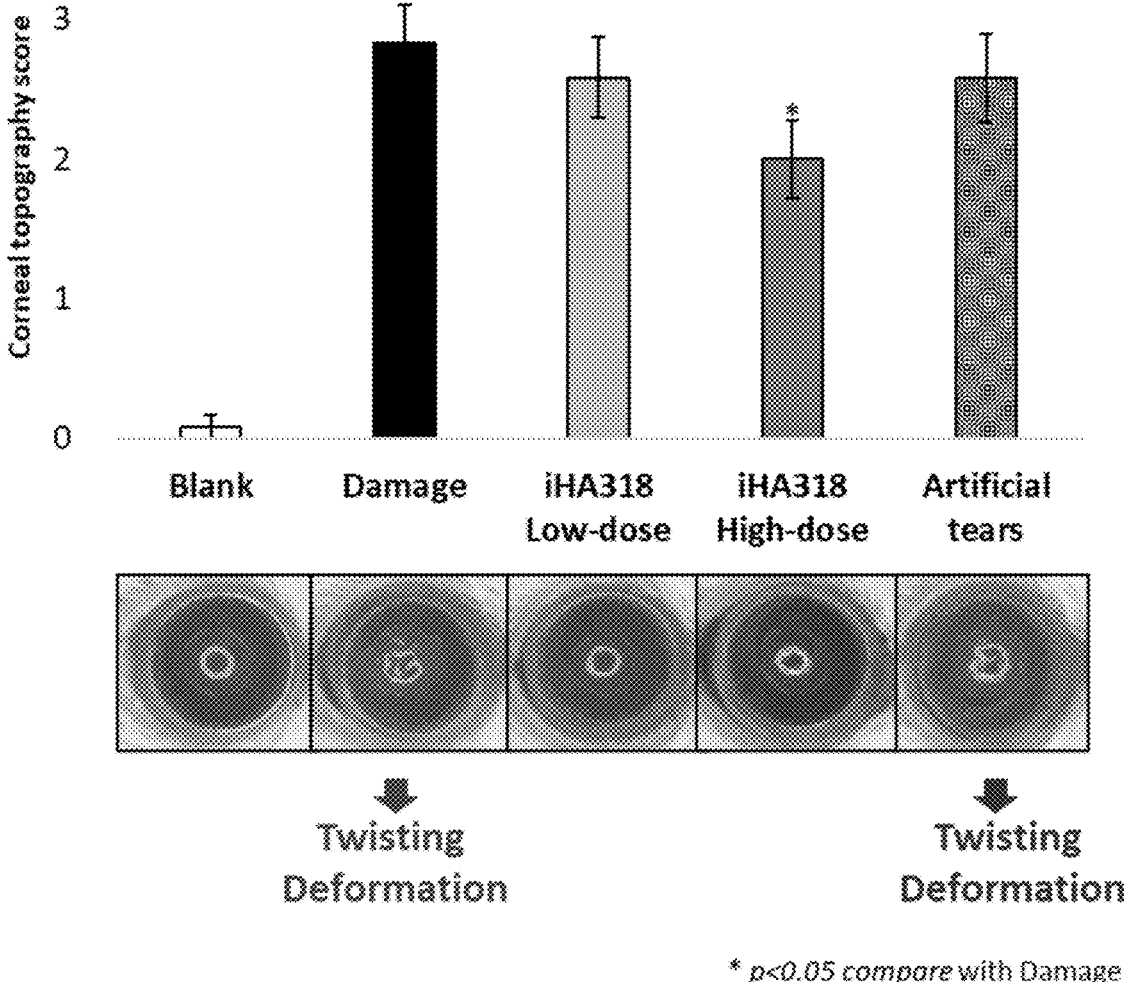 Corneal topography score
3
2
1
0
*
Blank
Damage
iHA318
Low-dose
iHA318
High-dose
Artificial
tears
Twisting
Deformation
Twisting
Deformation
* p<0.05 compare with Damage